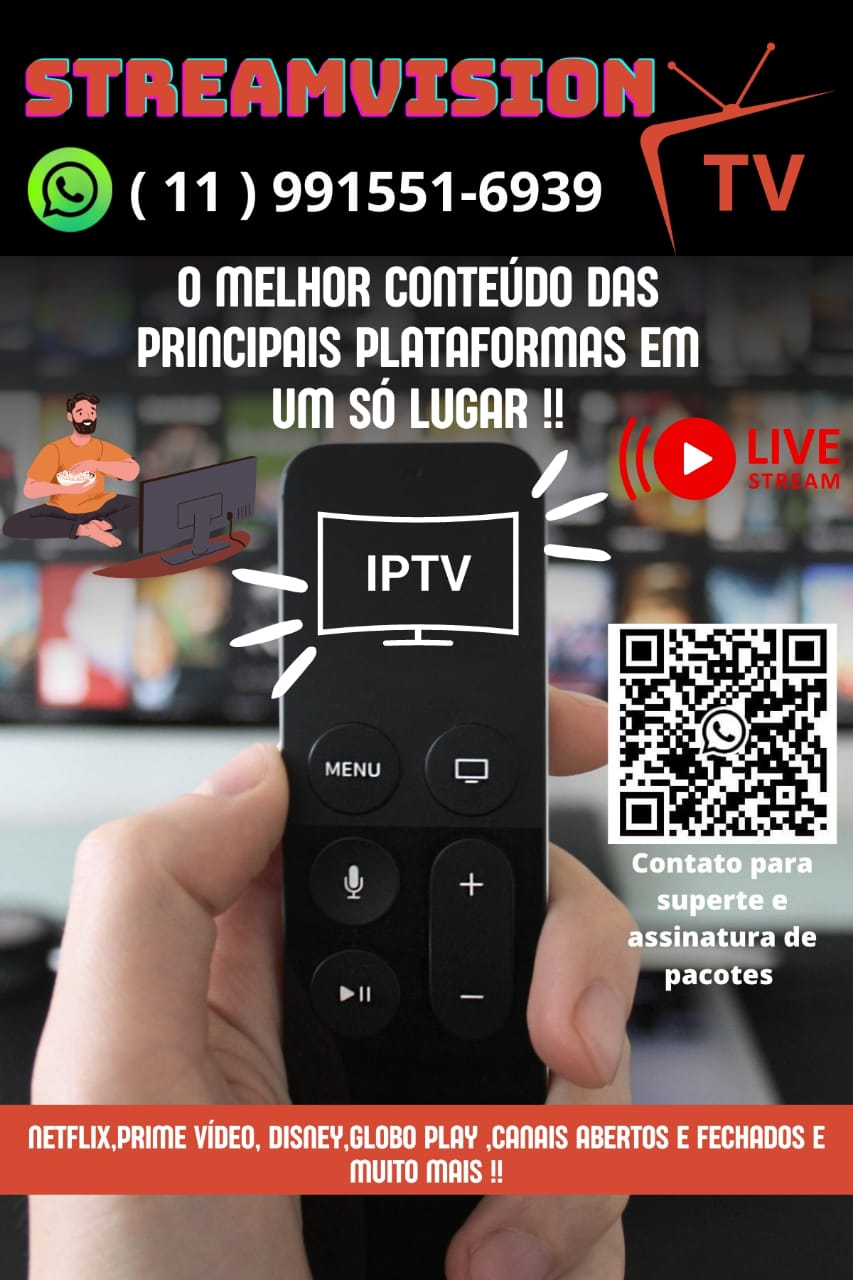 STREAMVISION
TV
( 11 ) 991551-6939
O MELHOR CONTEÚDO DAS
PRINCIPAIS PLATAFORMAS EM
UM SÓ LUGAR !!
LIVE
STREAM
IPTV
MENU
Contato para
superte e
assinatura de
pacotes
NETFLIX,PRIME VÍDEO, DISNEY,GLOBO PLAY ,CANAIS ABERTOS E FECHADOS E
MUITO MAIS !!